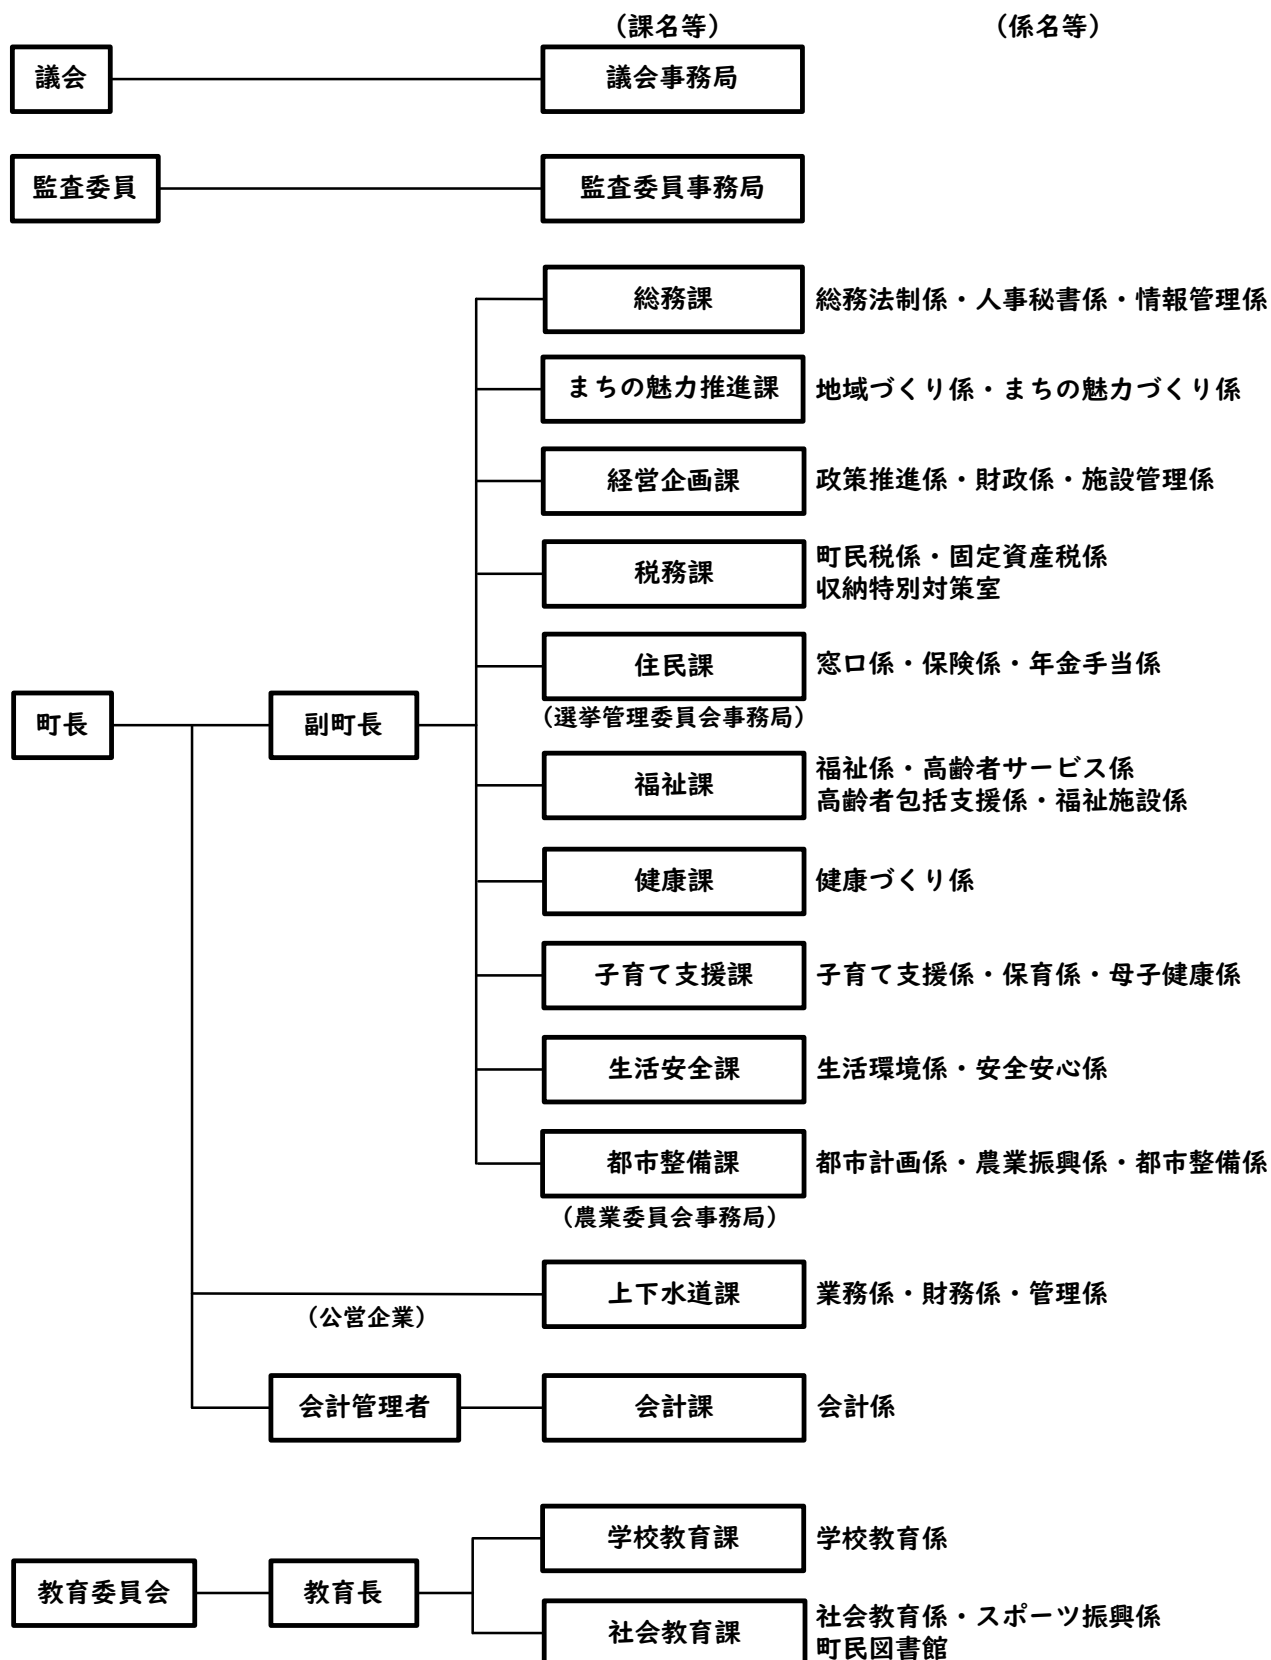 (課名等) (係名等)
議会 議会事務局
監査委員 監査委員事務局
総務課 総務法制係・人事秘書係・情報管理係
まちの魅力推進課 地域づくり係・まちの魅力づくり係
経営企画課 政策推進係・財政係・施設管理係
税務課 町民税係・固定資産税係
収納特別対策室
住民課 窓口係・保険係・年金手当係
(選挙管理委員会事務局)
町長 副町長
福祉課 福祉係・高齢者サービス係
高齢者包括支援係・福祉施設係
健康課 健康づくり係
子育て支援課 子育て支援係・保育係・母子健康係
生活安全課 生活環境係・安全安心係
都市整備課 都市計画係・農業振興係・都市整備係
(農業委員会事務局)
上下水道課 業務係・財務係・管理係
(公営企業)
会計管理者 会計課 会計係
学校教育課 学校教育係
教育委員会 教育長
社会教育課 社会教育係・スポーツ振興係
町民図書館